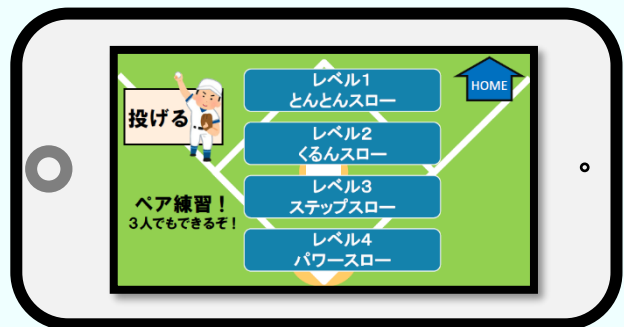 投げる
ペア練習！
3人でもできるぞ！
レベル1
とんとんスロー
レベル2
くるんスロー
レベル3
ステップスロー
レベル4
パワースロー
HOME